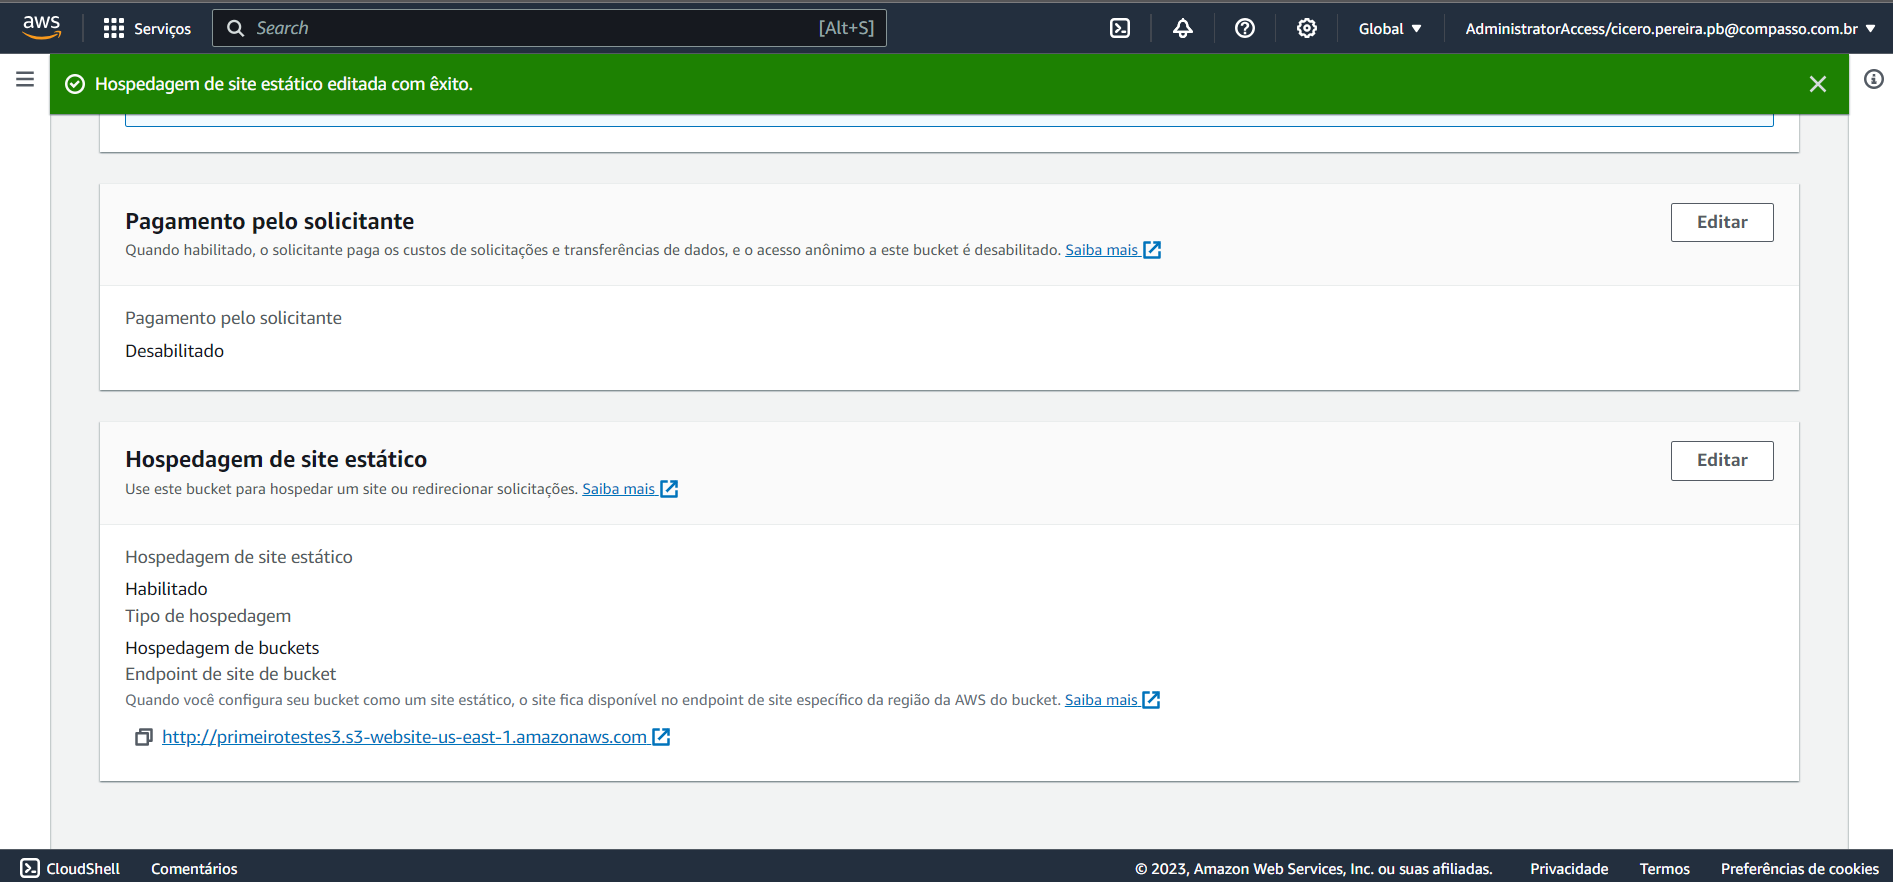 aws
Serviços
Search
[Alt+S]
Global
AdministratorAccess/cicero.pereira.pb@compasso.com.br
Hospedagem de site estático editada com êxito.
Pagamento pelo solicitante
Editar
Quando habilitado, o solicitante paga os custos de solicitações e transferências de dados, e o acesso anônimo a este bucket é desabilitado. Saiba mais
Pagamento pelo solicitante
Desabilitado
Hospedagem de site estático
Editar
Use este bucket para hospedar um site ou redirecionar solicitações. Saiba mais
Hospedagem de site estático
Habilitado
Tipo de hospedagem
Hospedagem de buckets
Endpoint de site de bucket
Quando você configura seu bucket como um site estático, o site fica disponível no endpoint de site específico da região da AWS do bucket. Saiba mais
http://primeirotestes3.s3-website-us-east-1.amazonaws.com
CloudShell
Comentários
© 2023, Amazon Web Services, Inc. ou suas afiliadas.
Privacidade
Termos
Preferências de cookies